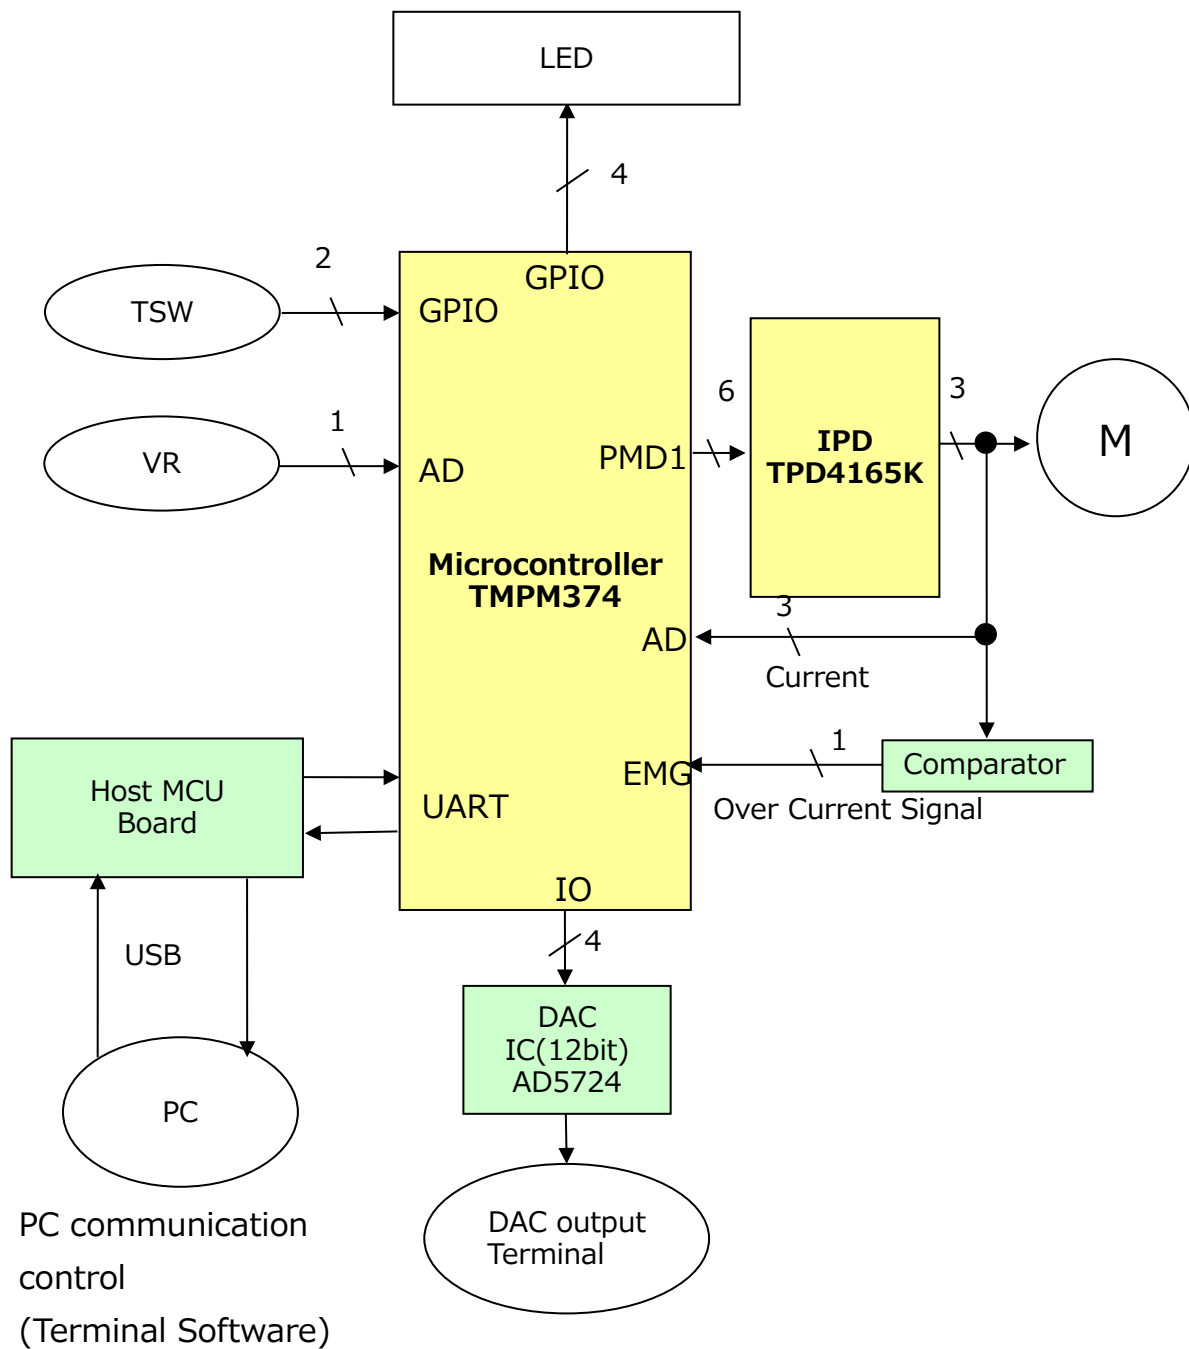 LED
4
2
GPIO
TSW
GPIO
1
6
3
VR
AD
PMD1
IPD
TPD4165K
M
Microcontroller
TMPM374
3
AD
Current
1
Host MCU
Board
UART
EMG
Comparator
Over Current Signal
IO
4
USB
DAC
IC(12bit)
AD5724
PC
DAC output
Terminal
PC communication
control
(Terminal Software)